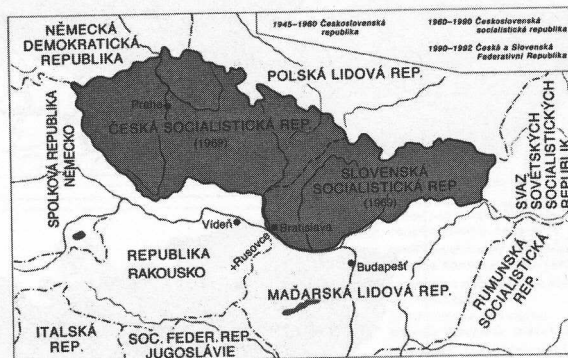 1945–1960 Československá
republika
1960–1990 Československá
socialistická republika
1990–1992 Česká a Slovenská
Federativní Republika
NĚMECKÁ
DEMOKRATICKÁ
REPUBLIKA
POLSKÁ LIDOVÁ REP.
Praha
ČESKÁ SOCIALISTICKÁ REP.
(1969)
SLOVENSKÁ
SOCIALISTICKÁ REP.
(1969)
SPOLKOVÁ REPUBLIKA
NĚMECKO
SVAZ
SOVĚTSKÝCH
SOCIALISTICKÝCH
REPUBLIK
Vídeň
Bratislava
+Rusovce
REPUBLIKA
RAKOUSKO
Budapešť
MAĎARSKÁ LIDOVÁ REP.
RUMUNSKÁ
SOCIALISTICKÁ
REP.
ITALSKÁ
REP.
SOC. FEDER. REP.
JUGOSLÁVIE